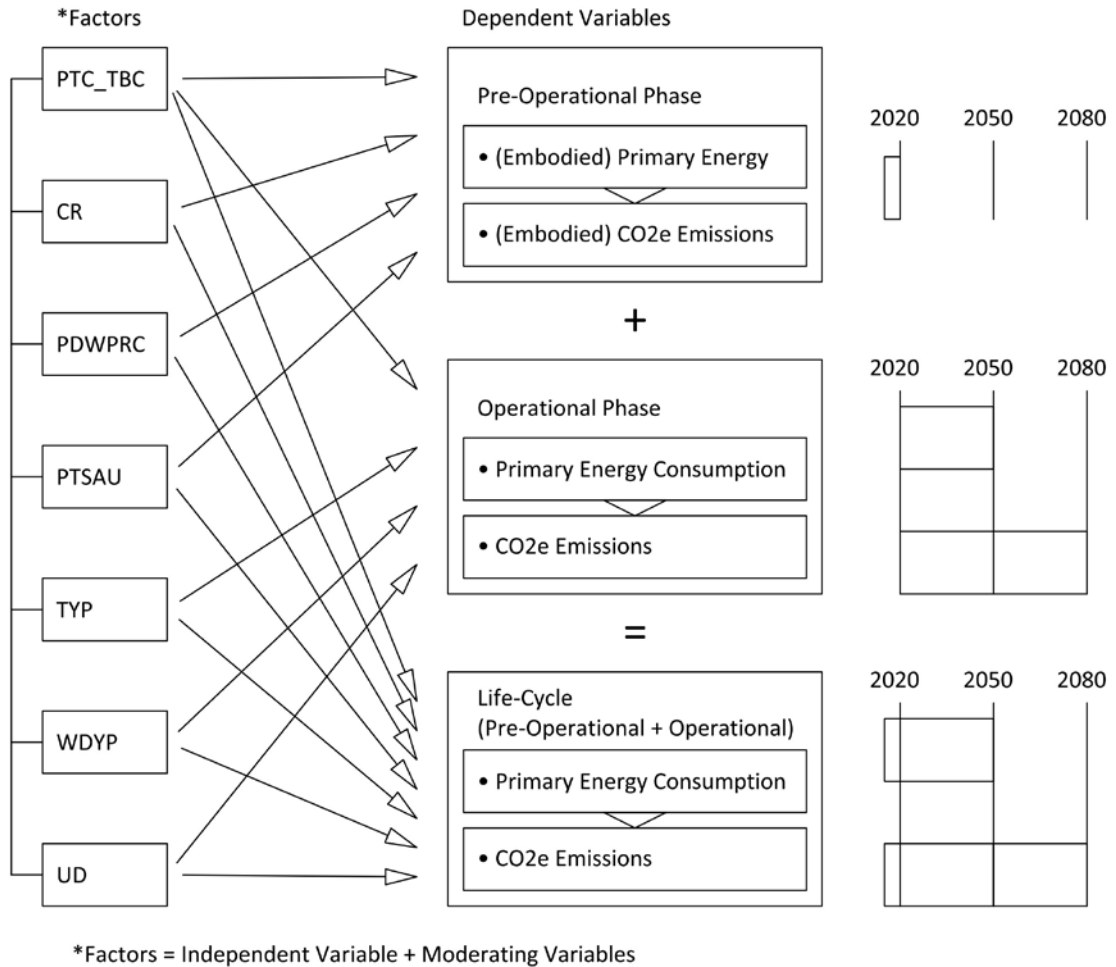 *Factors
Dependent Variables
PTC_TBC
CR
PDWPRC
PTSAU
TYP
WDYP
UD
Pre-Operational Phase
• (Embodied) Primary Energy
• (Embodied) CO2e Emissions
2020 2050 2080
+
Operational Phase
• Primary Energy Consumption
• CO2e Emissions
2020 2050 2080
=
Life-Cycle
(Pre-Operational + Operational)
• Primary Energy Consumption
• CO2e Emissions
2020 2050 2080
*Factors = Independent Variable + Moderating Variables